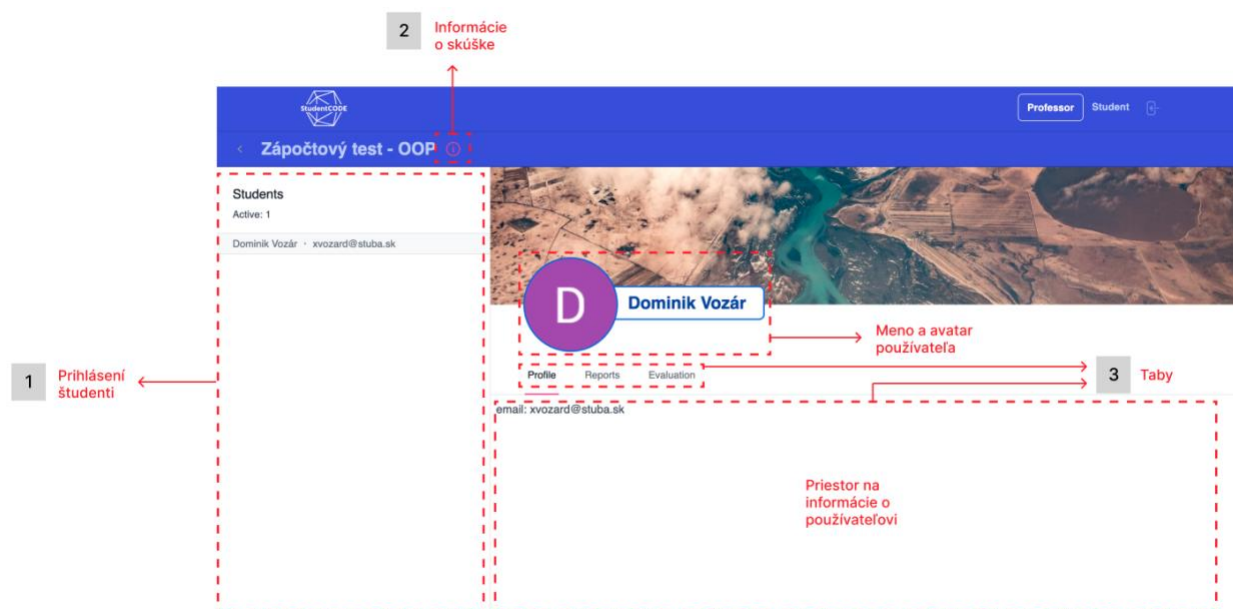 2
Informácie
o skúške
StudentCODE
Professor
Student
Zápočtový test - OOP
Students
Active: 1
Dominik Vozár · xvozard@stuba.sk
D
Dominik Vozár
Meno a avatar
používateľa
1
Prihlásení
študenti
Profile
Reports
Evaluation
3
Taby
email: xvozard@stuba.sk
Priestor na
informácie o
používateľovi